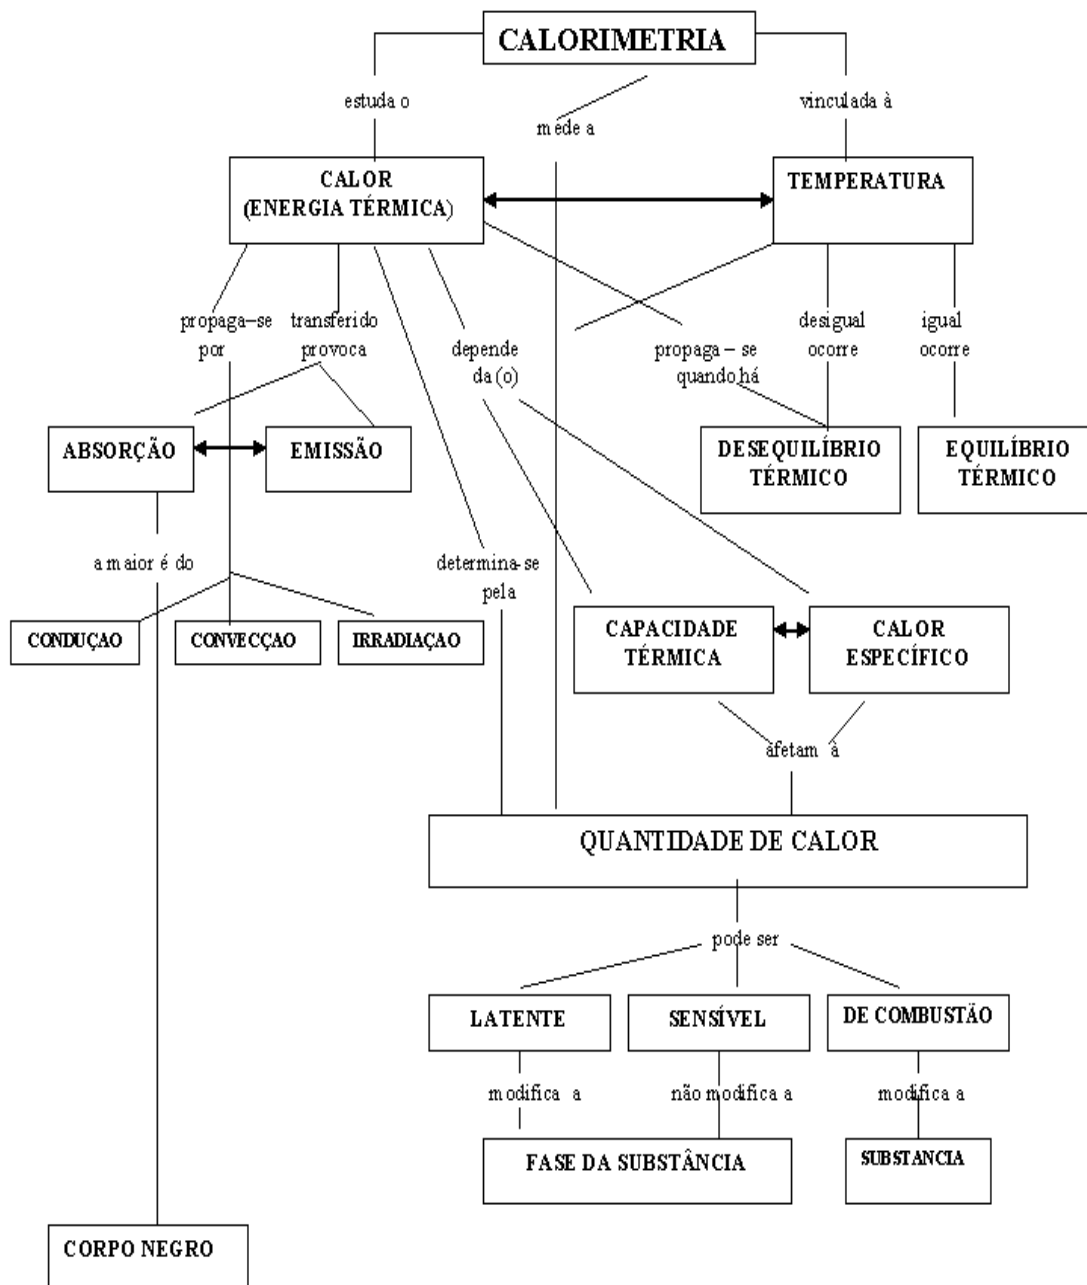 CALORIMETRIA
estuda o
mede a
vinculada à
CALOR
(ENERGIA TÉRMICA)
TEMPERATURA
propaga–se
por
transferido
provoca
depende
da (o)
propaga – se
quando há
desigual
ocorre
igual
ocorre
ABSORÇÃO
EMISSÃO
DESEQUILÍBRIO
TÉRMICO
EQUILÍBRIO
TÉRMICO
a maior é do
determina-se
pela
CONDUÇAO
CONVECÇAO
IRRADIAÇAO
CAPACIDADE
TÉRMICA
CALOR
ESPECÍFICO
afetam à
QUANTIDADE DE CALOR
pode ser
LATENTE
SENSÍVEL
DE COMBUSTÃO
modifica a
não modifica a
modifica a
FASE DA SUBSTÂNCIA
SUBSTANCIA
CORPO NEGRO